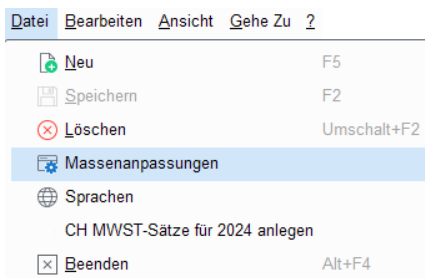 Datei Bearbeiten Ansicht Gehe Zu ?
Neu F5
Speichern F2
Löschen Umschalt+F2
Massenanpassungen
Sprachen
CH MWST-Sätze für 2024 anlegen
Beenden Alt+F4